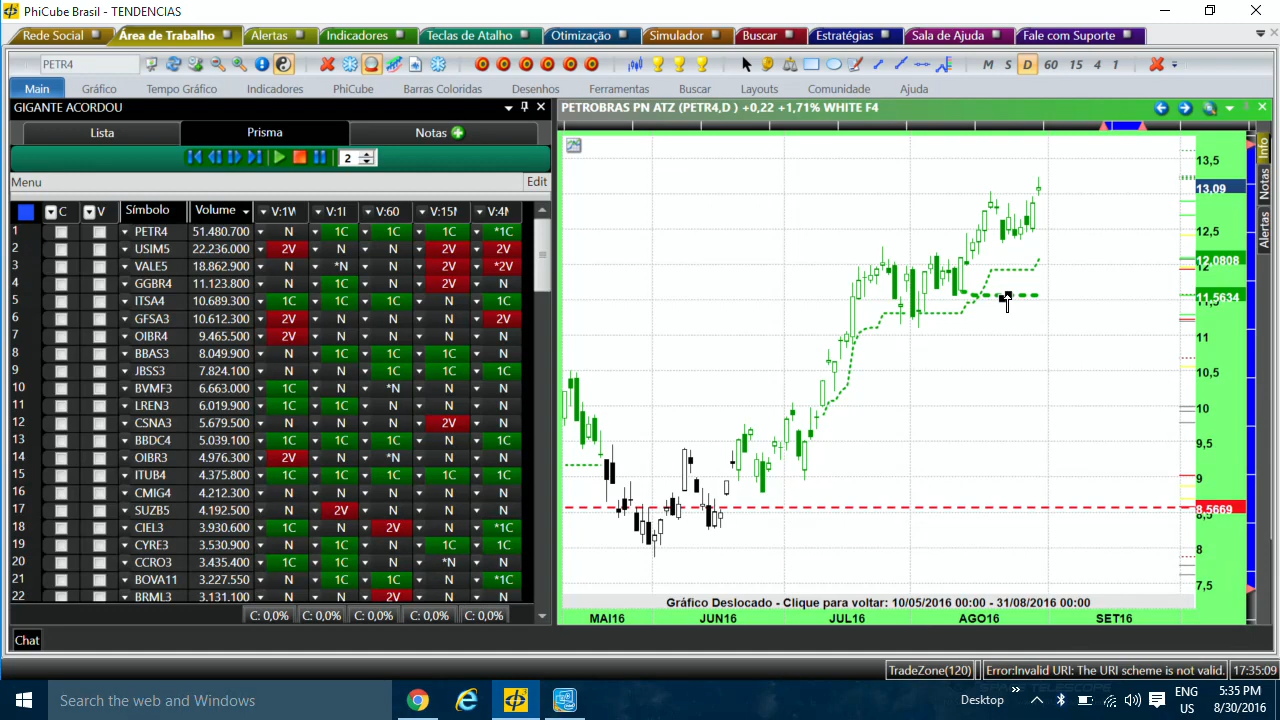 PhiCube Brasil - TENDENCIAS
Rede Social Área de Trabalho Alertas Indicadores Teclas de Atalho Otimização Simulador Buscar Estratégias Sala de Ajuda Fale com Suporte
PETR4 M S D 60 15 4 1
Main Gráfico Tempo Gráfico Indicadores PhiCube Barras Coloridas Desenhos Ferramentas Buscar Layouts Comunidade Ajuda
GIGANTE ACORDOU
Lista Prisma Notas
2
Menu Edit
C V Símbolo Volume V:1W V:1I V:60 V:15M V:4M
1 PETR4 51.480.700 N 1C 1C 1C *1C
2 USIM5 22.236.000 2V N N 2V 2V
3 VALE5 18.862.900 N *N N 2V *2V
4 GGBR4 11.123.800 N 1C N 2V N
5 ITSA4 10.689.300 1C 1C 1C 1C 1C
6 GFSA3 10.612.300 2V N N N 2V
7 OIBR4 9.465.500 2V N N N N
8 BBAS3 8.049.900 N 1C 1C 1C N
9 JBSS3 7.824.100 N N 1C 1C 1C
10 BVMF3 6.663.000 1C N *N N N
11 LREN3 6.019.900 1C 1C N N N
12 CSNA3 5.679.500 N N N 2V N
13 BBDC4 5.039.100 1C 1C 1C 1C 1C
14 OIBR3 4.976.300 2V N *N N N
15 ITUB4 4.375.800 1C 1C 1C 1C 1C
16 CMIG4 4.212.300 N N N N N
17 SUZB5 4.192.500 N 2V N N N
18 CIEL3 3.930.600 1C N 2V N *1C
19 CYRE3 3.530.900 N 1C N 1C 1C
20 CCRO3 3.435.400 1C 1C N *N N
21 BOVA11 3.227.550 N 1C 1C N *1C
22 BRML3 3.131.100 N N 2V N N
C: 0,0% C: 0,0% C: 0,0% C: 0,0% C: 0,0%
PETROBRAS PN ATZ (PETR4,D ) +0,22 +1,71% WHITE F4
13,5
13,09
12,5
12,0808
12
11,5634
11
10,5
10
9,5
9
8,5669
8,5
8
7,5
Info
Notas
Alertas
Gráfico Deslocado - Clique para voltar: 10/05/2016 00:00 - 31/08/2016 00:00
MAI16 JUN16 JUL16 AGO16 SET16
Chat
TradeZone(120) Error:Invalid URI: The URI scheme is not valid. 17:35:09
Search the web and Windows
Desktop
ENG
US
5:35 PM
8/30/2016